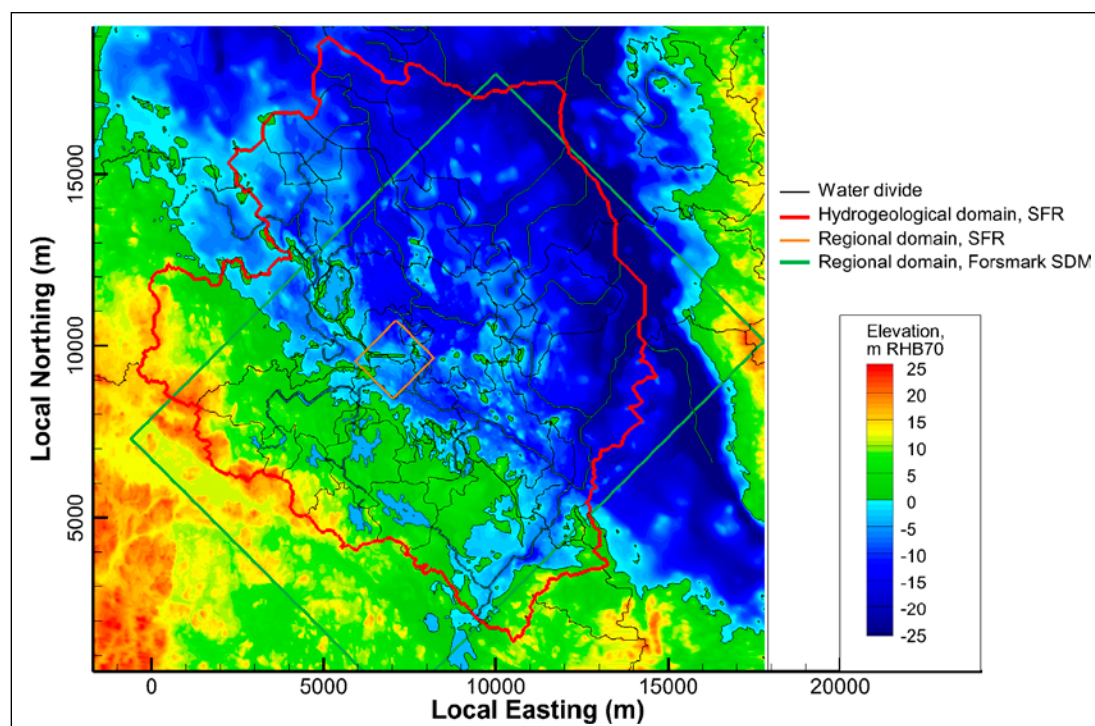 Local Northing (m)
15000
10000
5000
0
5000
10000
15000
20000
Local Easting (m)
Water divide
Hydrogeological domain, SFR
Regional domain, SFR
Regional domain, Forsmark SDM
Elevation,
m RHB70
25
20
15
10
5
0
-5
-10
-15
-20
-25